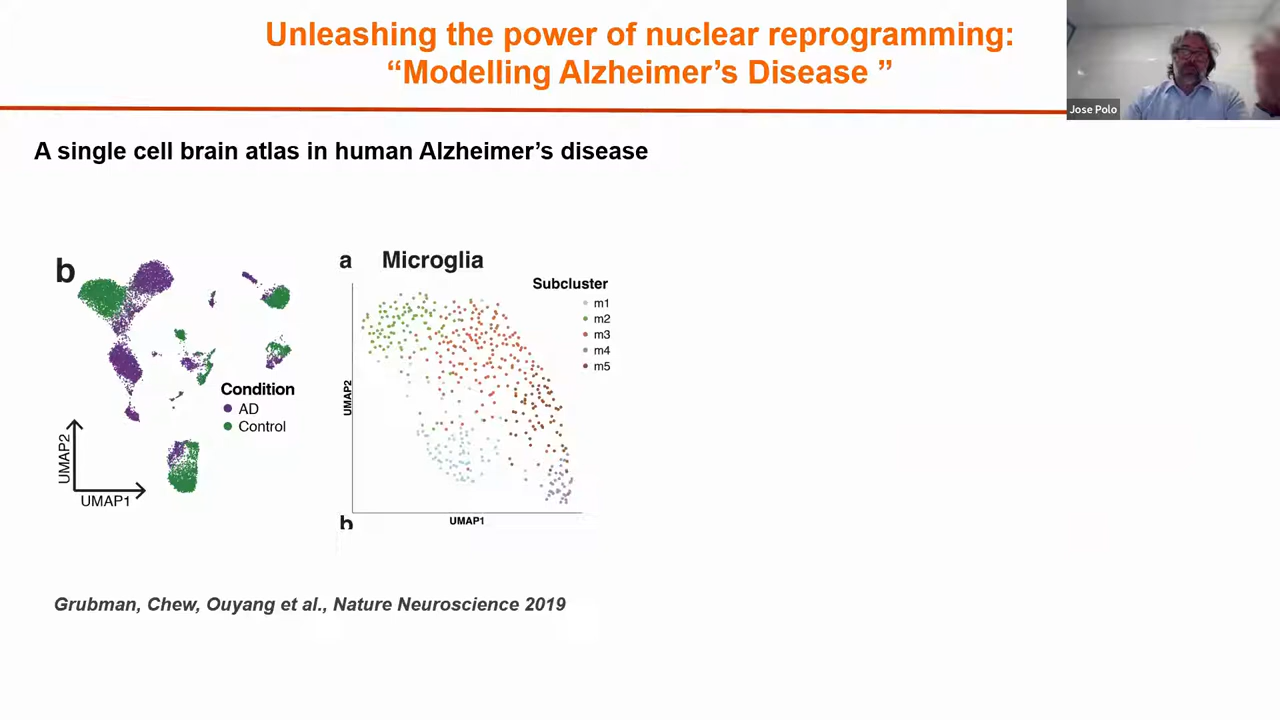 Unleashing the power of nuclear reprogramming:
“Modelling Alzheimer’s Disease ”
Jose Polo
A single cell brain atlas in human Alzheimer’s disease
b
Condition
AD
Control
UMAP2
UMAP1
a Microglia
Subcluster
m1
m2
m3
m4
m5
UMAP2
UMAP1
b
Grubman, Chew, Ouyang et al., Nature Neuroscience 2019